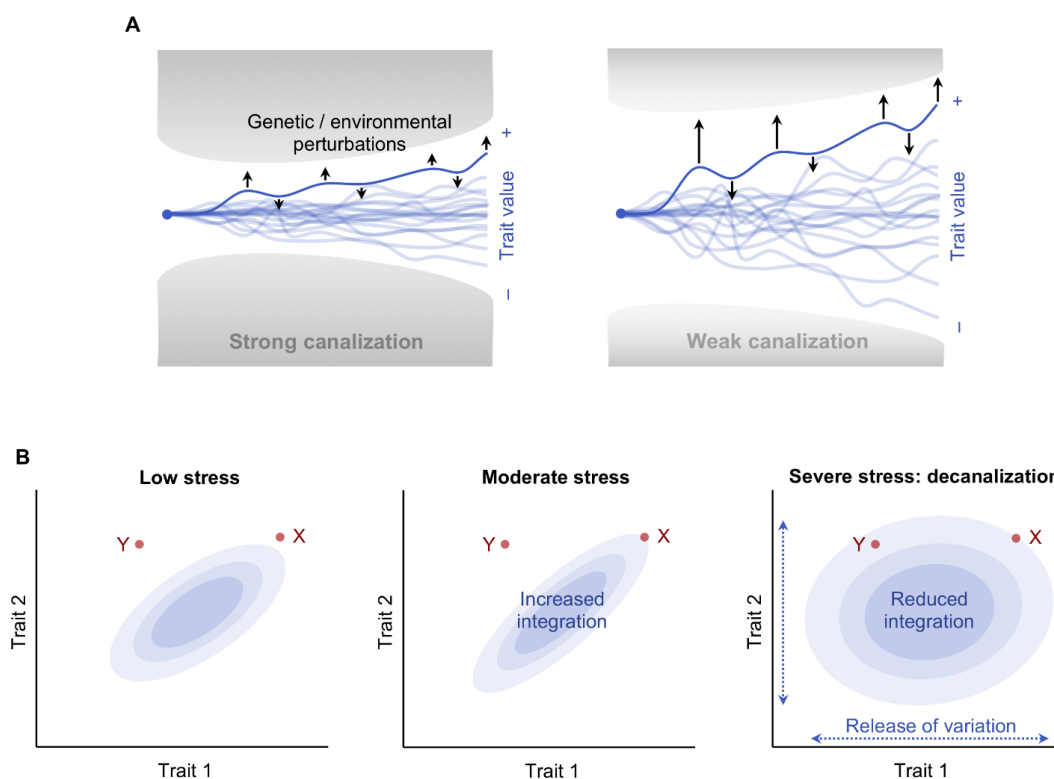 A
Genetic / environmental
perturbations
+
Trait value
–
Strong canalization
+
Trait value
–
Weak canalization
B
Low stress
Y
X
Trait 2
Trait 1
Moderate stress
Y
X
Increased
integration
Trait 2
Trait 1
Severe stress: decanalization
Y
X
Reduced
integration
Release of variation
Trait 2
Trait 1